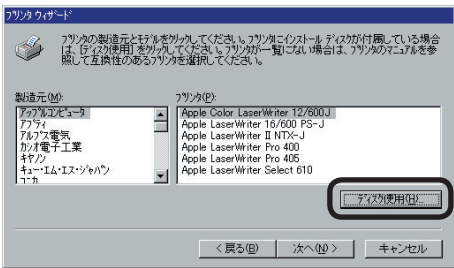 プリンタ ウィザード
プリンタの製造元とモデルをクリックしてください。プリンタにインストール ディスクが付属している場合
は、[ディスク使用] をクリックしてください。プリンタが一覧にない場合は、プリンタのマニュアルを参
照して互換性のあるプリンタを選択してください。
製造元(M):
アップルコンピュータ
アプティ
アルプス電気
カシオ電子工業
キヤノン
キュー・エム・エス・ジャパン
コニカ
プリンタ(P):
Apple Color LaserWriter 12/600J
Apple LaserWriter 16/600 PS-J
Apple LaserWriter II NTX-J
Apple LaserWriter Pro 400
Apple LaserWriter Pro 405
Apple LaserWriter Select 610
ディスク使用(H)...
< 戻る(B)
次へ(N) >
キャンセル